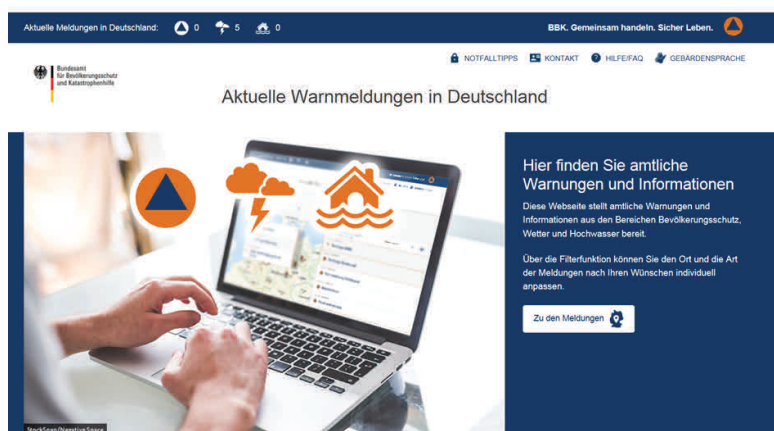 Aktuelle Meldungen in Deutschland: 0 5 0
BBK. Gemeinsam handeln. Sicher Leben.
NOTFALLTIPPS KONTAKT HILFE/FAQ GEBÄRDENSPRACHE
Bundesamt
für Bevölkerungsschutz
und Katastrophenhilfe
Aktuelle Warnmeldungen in Deutschland
Hier finden Sie amtliche
Warnungen und Informationen
Diese Webseite stellt amtliche Warnungen und
Informationen aus den Bereichen Bevölkerungsschutz,
Wetter und Hochwasser bereit.
Über die Filterfunktion können Sie den Ort und die Art
der Meldungen nach Ihren Wünschen individuell
anpassen.
Zu den Meldungen
StockSnap/Negative Space